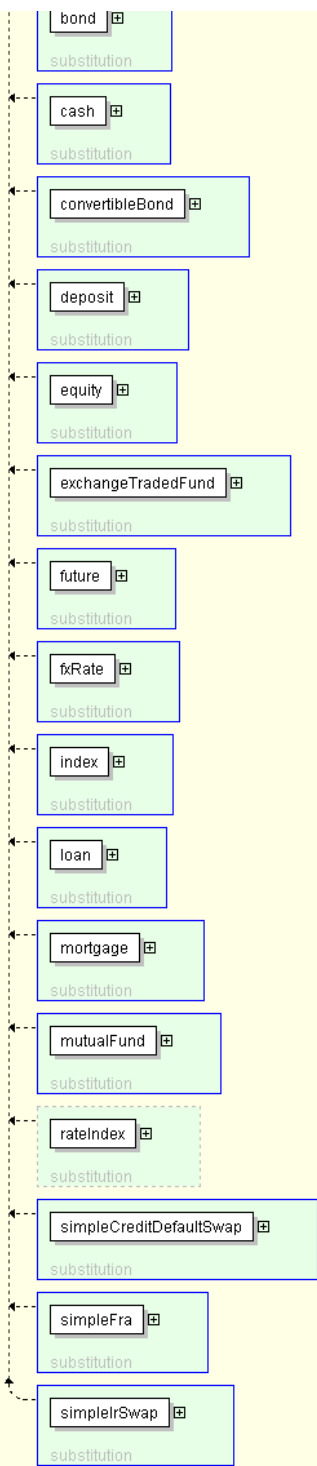 bond
substitution
cash
substitution
convertibleBond
substitution
deposit
substitution
equity
substitution
exchangeTradedFund
substitution
future
substitution
fxRate
substitution
index
substitution
loan
substitution
mortgage
substitution
mutualFund
substitution
rateIndex
substitution
simpleCreditDefaultSwap
substitution
simpleFra
substitution
simpleIrSwap
substitution